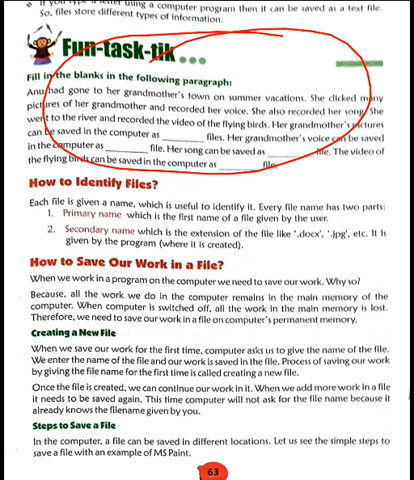 If you type a letter using a computer program then it can be saved as a text file.
So, files store different types of information.
Fun-task-tik...
Fill in the blanks in the following paragraph:
Anu had gone to her grandmother's town on summer vacations. She clicked many
pictures of her grandmother and recorded her voice. She also recorded her song. She
went to the river and recorded the video of the flying birds. Her grandmother's pictures
can be saved in the computer as ________ files. Her grandmother's voice can be saved
in the computer as ________ file. Her song can be saved as ________ file. The video of
the flying birds can be saved in the computer as ________ file.
How to Identify Files?
Each file is given a name, which is useful to identify it. Every file name has two parts:
1. Primary name which is the first name of a file given by the user.
2. Secondary name which is the extension of the file like '.docx', '.jpg', etc. It is
given by the program (where it is created).
How to Save Our Work in a File?
When we work in a program on the computer we need to save our work. Why so?
Because, all the work we do in the computer remains in the main memory of the
computer. When computer is switched off, all the work in the main memory is lost.
Therefore, we need to save our work in a file on computer's permanent memory.
Creating a New File
When we save our work for the first time, computer asks us to give the name of the file.
We enter the name of the file and our work is saved in the file. Process of saving our work
by giving the file name for the first time is called creating a new file.
Once the file is created, we can continue our work in it. When we add more work in a file
it needs to be saved again. This time computer will not ask for the file name because it
already knows the filename given by you.
Steps to Save a File
In the computer, a file can be saved in different locations. Let us see the simple steps to
save a file with an example of MS Paint.
63